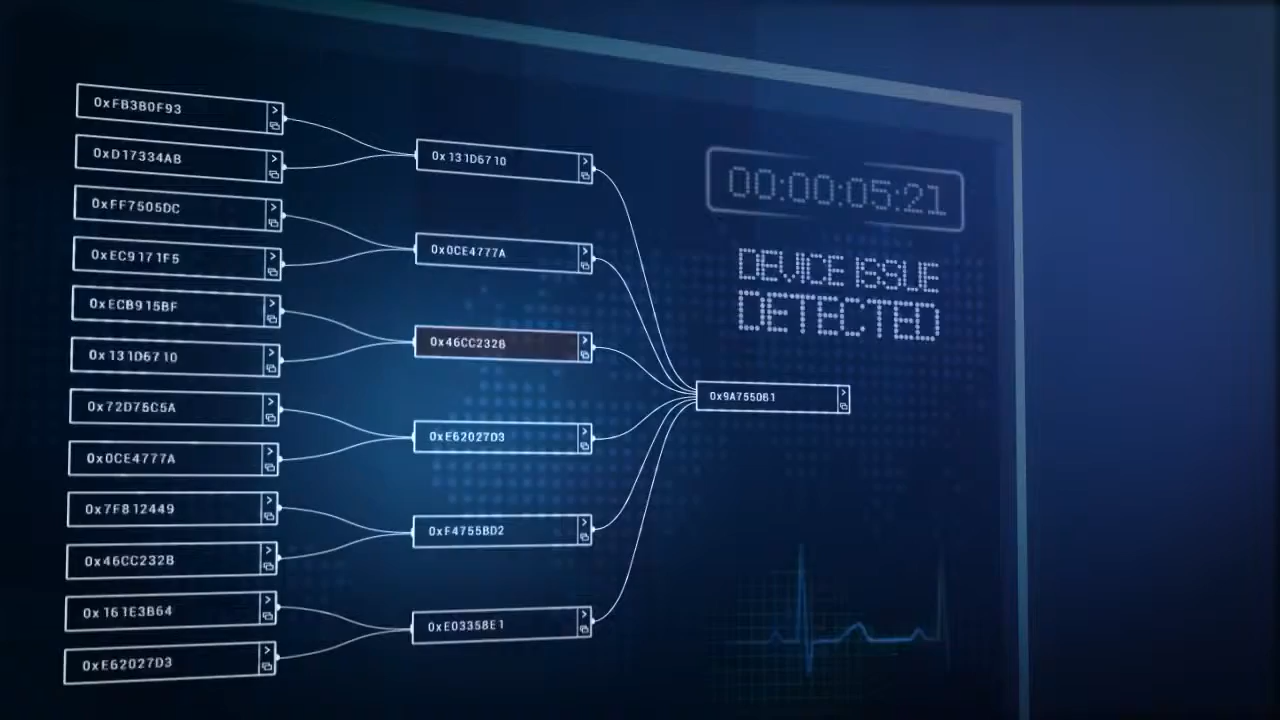 0xFB3B0F93
0xD17334AB
0xFF7505DC
0xEC9171F5
0xECB915BF
0x131D6710
0x72D75C5A
0x0CE4777A
0x7F812449
0x46CC232B
0x161E3B64
0xE62027D3
0x131D6710
0x0CE4777A
0x46CC232B
0xE62027D3
0xF4755BD2
0xE03358E1
0x9A755061
00:00:05:21
DEVICE ISSUE
DETECTED